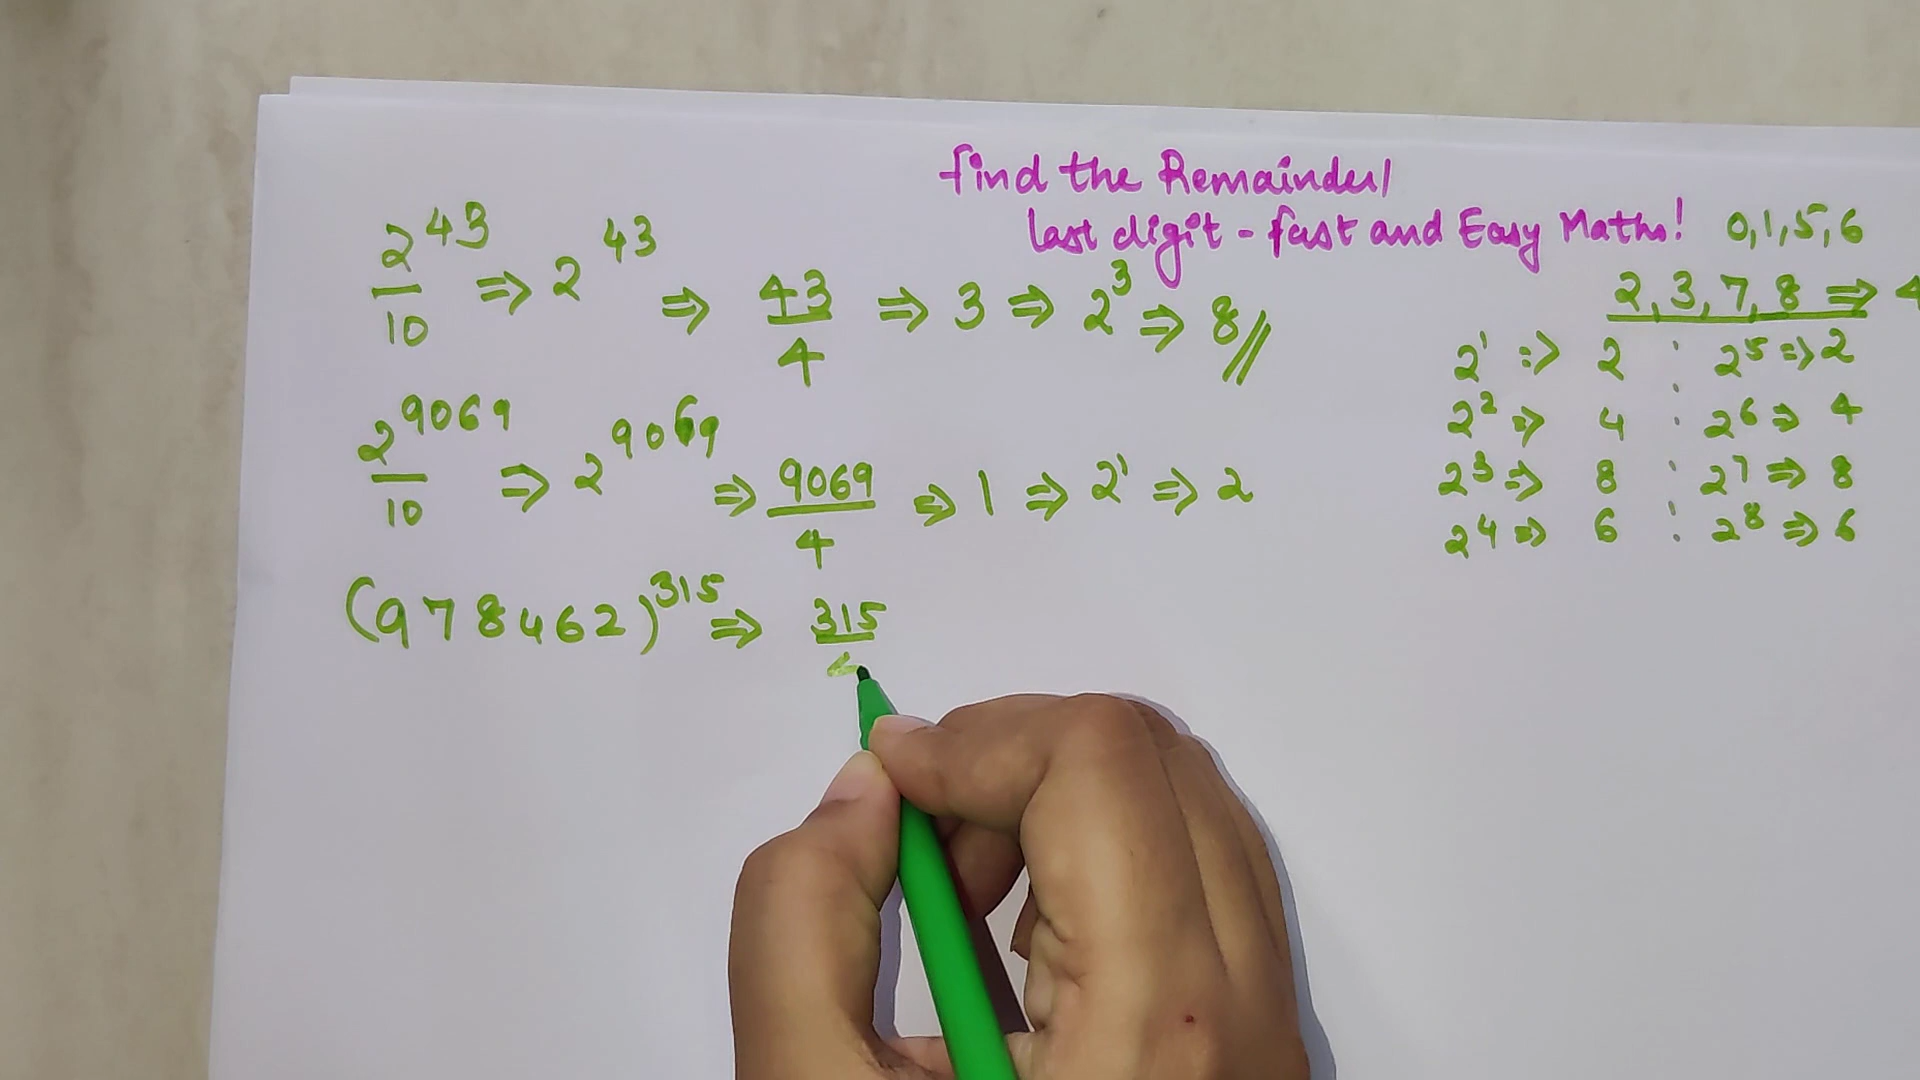 find the Remainder/
last digit - fast and Easy Maths! 0,1,5,6
2^43/10 ⇒ 2^43 ⇒ 43/4 ⇒ 3 ⇒ 2^3 ⇒ 8//
2^9069/10 ⇒ 2^9069 ⇒ 9069/4 ⇒ 1 ⇒ 2^1 ⇒ 2
(978462)^315 ⇒ 315/
2,3,7,8 ⇒ 4
2^1 ⇒ 2 : 2^5 ⇒ 2
2^2 ⇒ 4 : 2^6 ⇒ 4
2^3 ⇒ 8 : 2^7 ⇒ 8
2^4 ⇒ 6 : 2^8 ⇒ 6